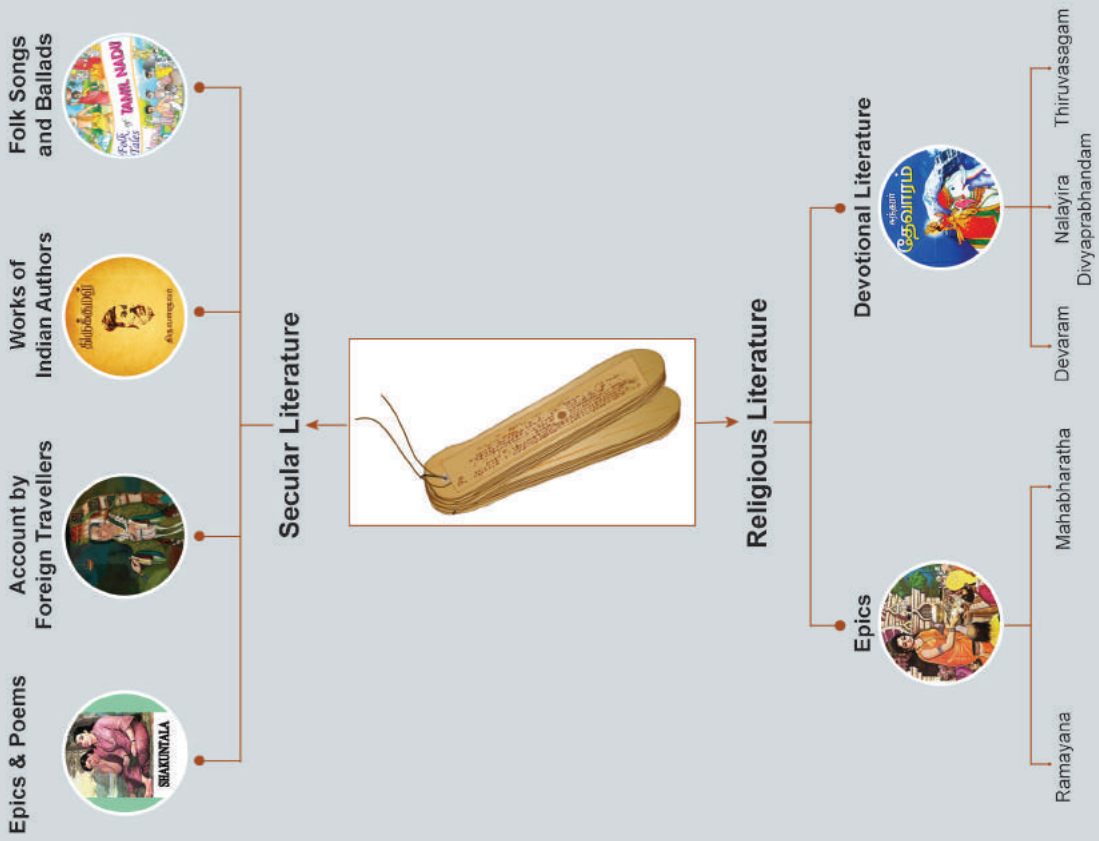 Epics & Poems
Account by
Foreign Travellers
Works of
Indian Authors
Folk Songs
and Ballads
SHAKUNTALA
Folk of TAMIL NADU
Tales
Secular Literature
Religious Literature
Epics
Devotional Literature
தேவாரம்
Ramayana
Mahabharatha
Devaram
Nalayira
Divyaprabhandam
Thiruvasagam